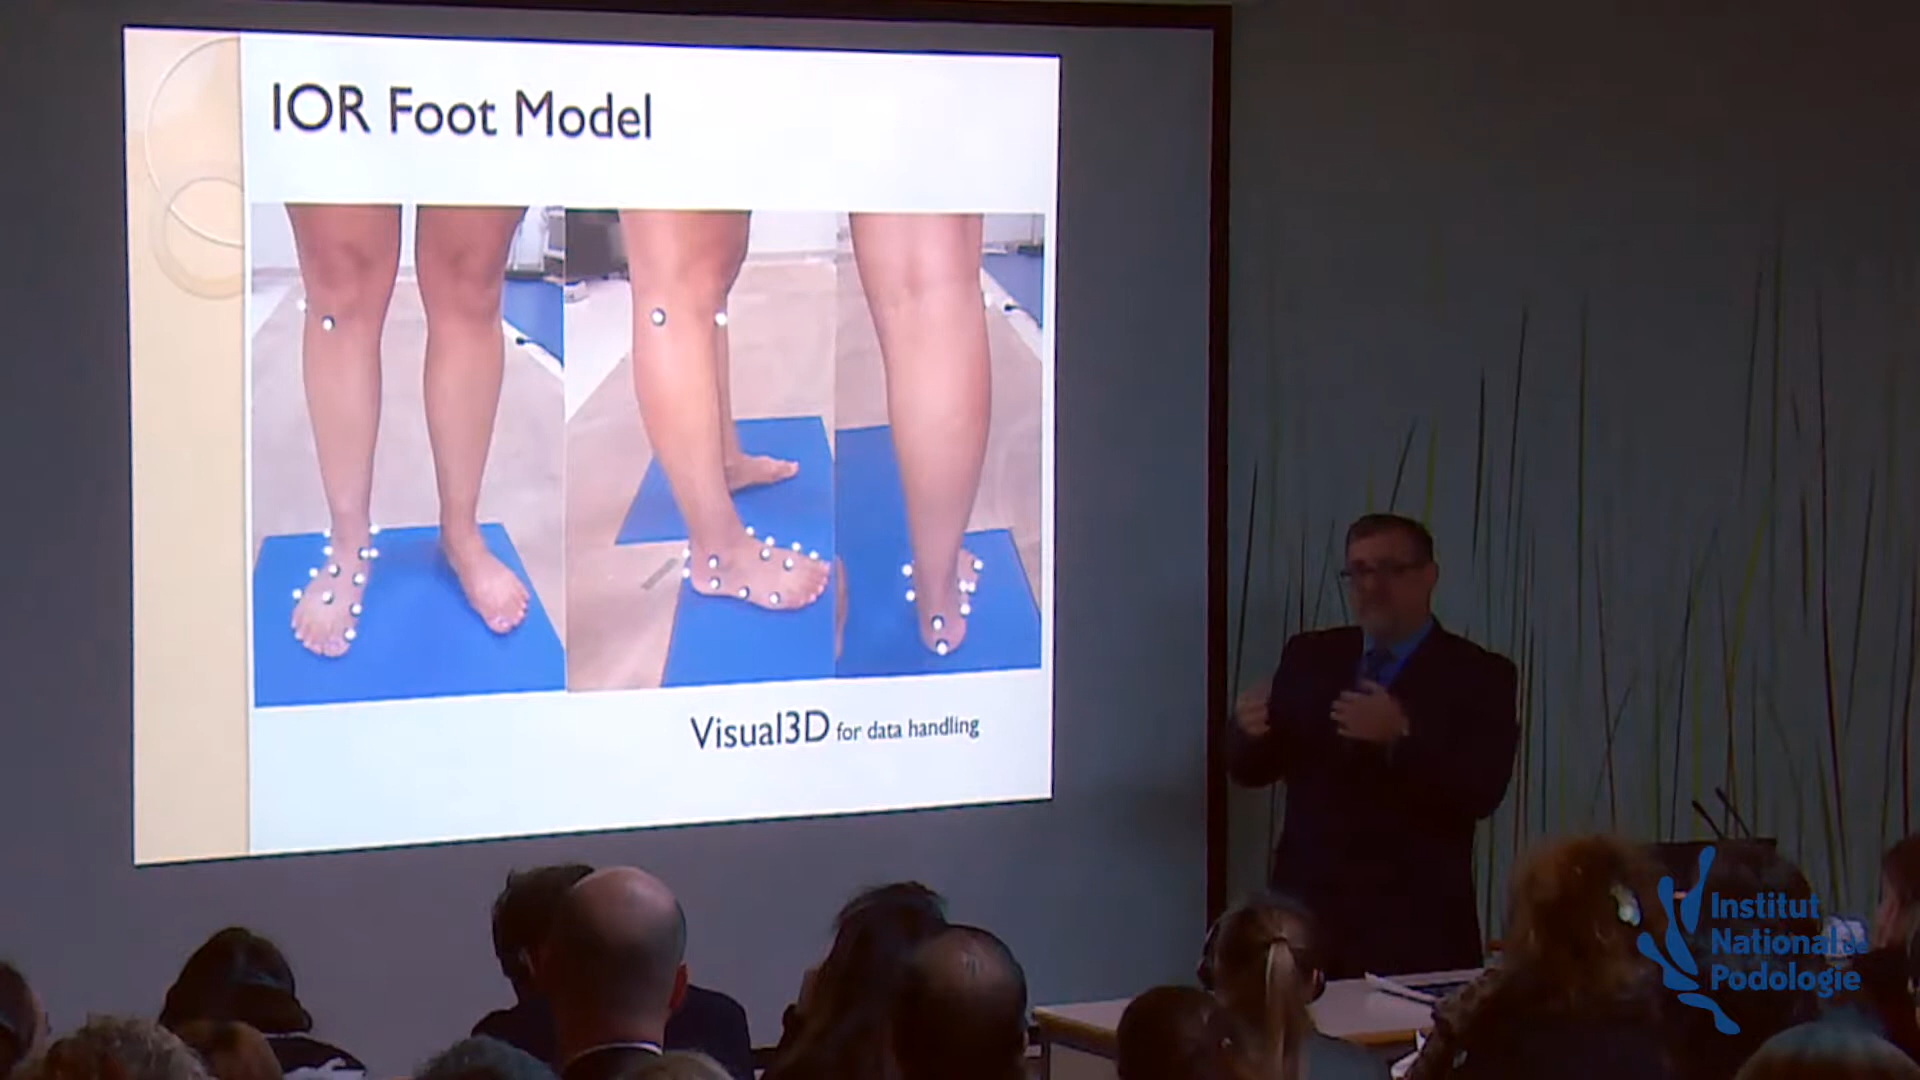 IOR Foot Model
Visual3D for data handling
Institut
National de
Podologie